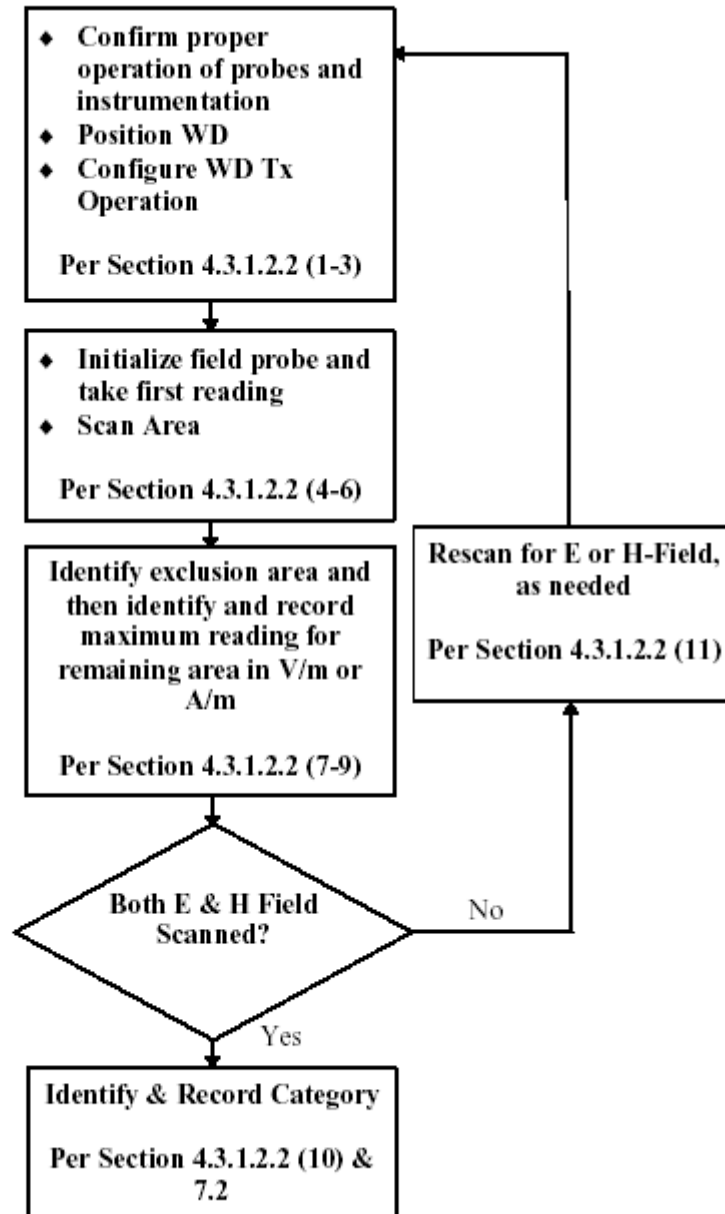 ◆ Confirm proper
operation of probes and
instrumentation
◆ Position WD
◆ Configure WD Tx
Operation
Per Section 4.3.1.2.2 (1-3)
◆ Initialize field probe and
take first reading
◆ Scan Area
Per Section 4.3.1.2.2 (4-6)
Identify exclusion area and
then identify and record
maximum reading for
remaining area in V/m or
A/m
Per Section 4.3.1.2.2 (7-9)
Rescan for E or H-Field,
as needed
Per Section 4.3.1.2.2 (11)
Both E & H Field
Scanned?
No
Yes
Identify & Record Category
Per Section 4.3.1.2.2 (10) &
7.2